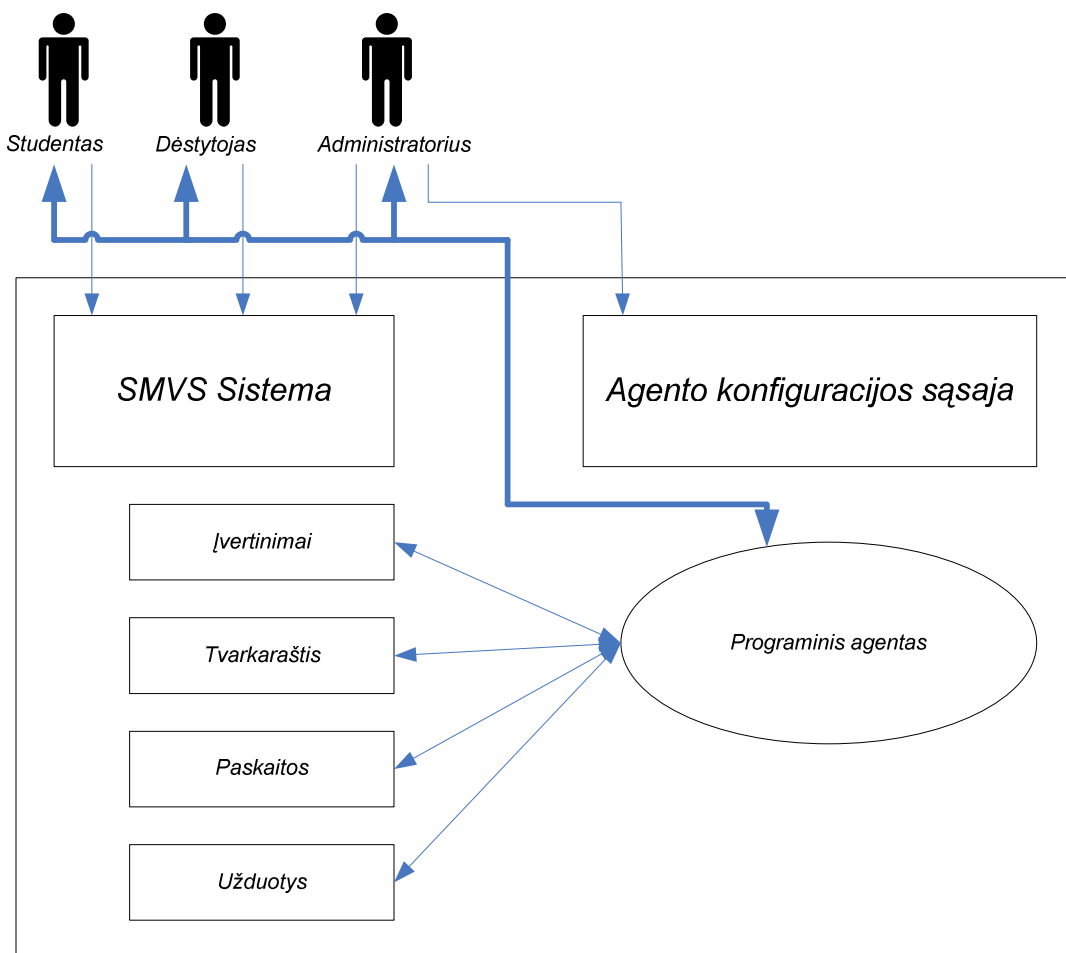 Studentas
Dėstytojas
Administratorius
SMVS Sistema
Agento konfiguracijos sąsaja
Įvertinimai
Tvarkaraštis
Programinis agentas
Paskaitos
Užduotys